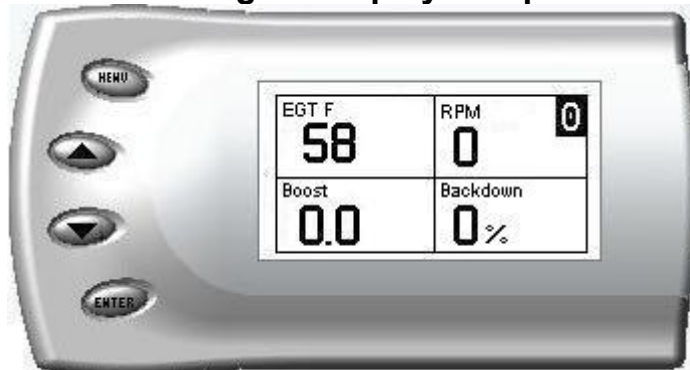 MENU
EGT F
58
RPM
0
0
Boost
0.0
Backdown
0%
ENTER